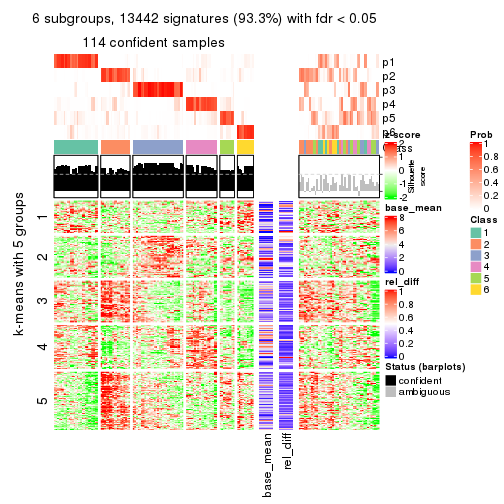 6 subgroups, 13442 signatures (93.3%) with fdr < 0.05
114 confident samples
p1
p2
p3
p4
p5
p6
Class
Silhouette
score
k-means with 5 groups
1
2
3
4
5
base_mean
rel_diff
z-score
2
1
0
-1
-2
base_mean
8
6
4
2
0
rel_diff
1
0.8
0.6
0.4
0.2
0
Status (barplots)
confident
ambiguous
Prob
1
0.8
0.6
0.4
0.2
0
Class
1
2
3
4
5
6